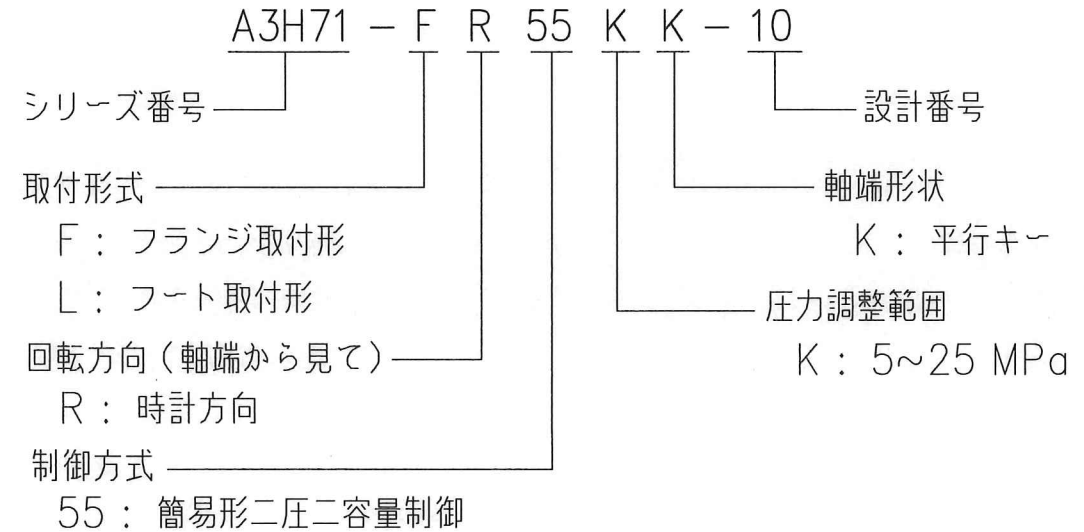 A3H71 - F R 55 K K - 10
シリーズ番号
設計番号
取付形式
軸端形状
F : フランジ取付形
K : 平行キー
L : フート取付形
圧力調整範囲
回転方向(軸端から見て)
K : 5~25 MPa
R : 時計方向
制御方式
55 : 簡易形二圧二容量制御